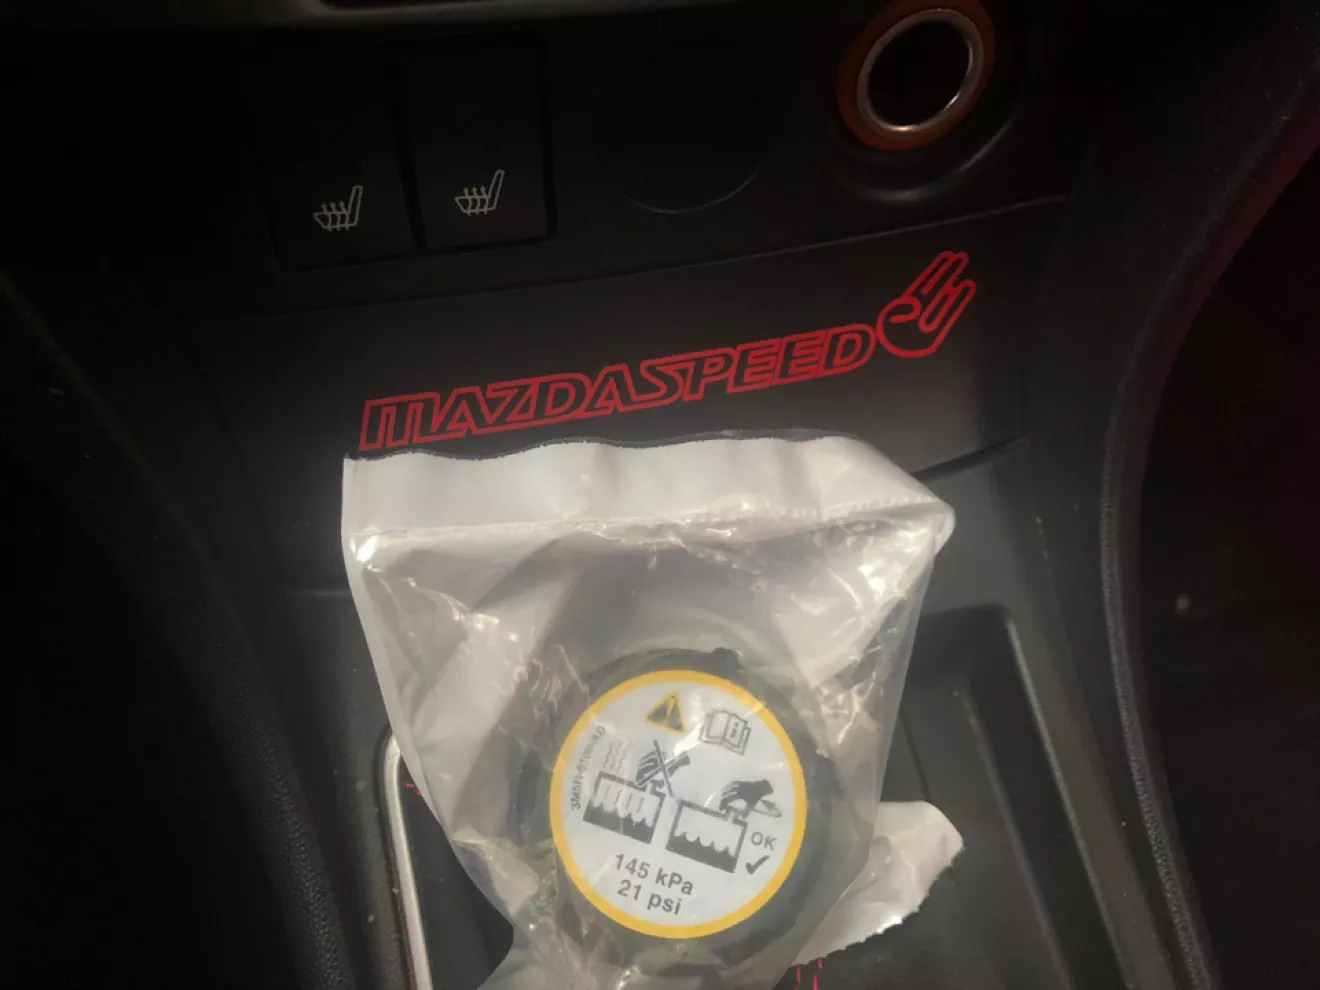 MAZDASPEED
OK
145 kPa
21 psi